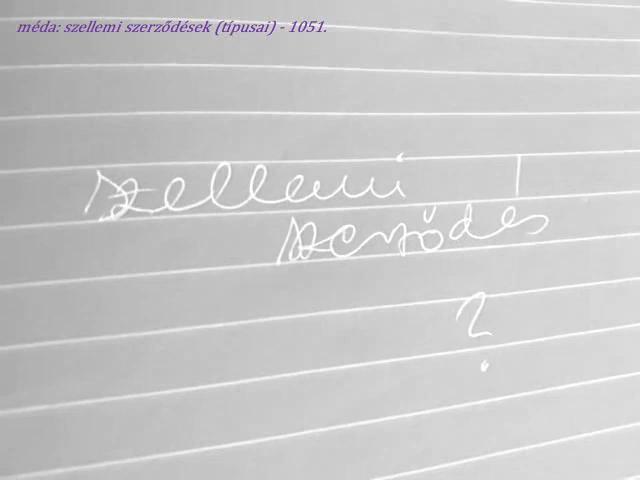 méda: szellemi szerződések (típusai) - 1051.
szellemi |
szerződés
?